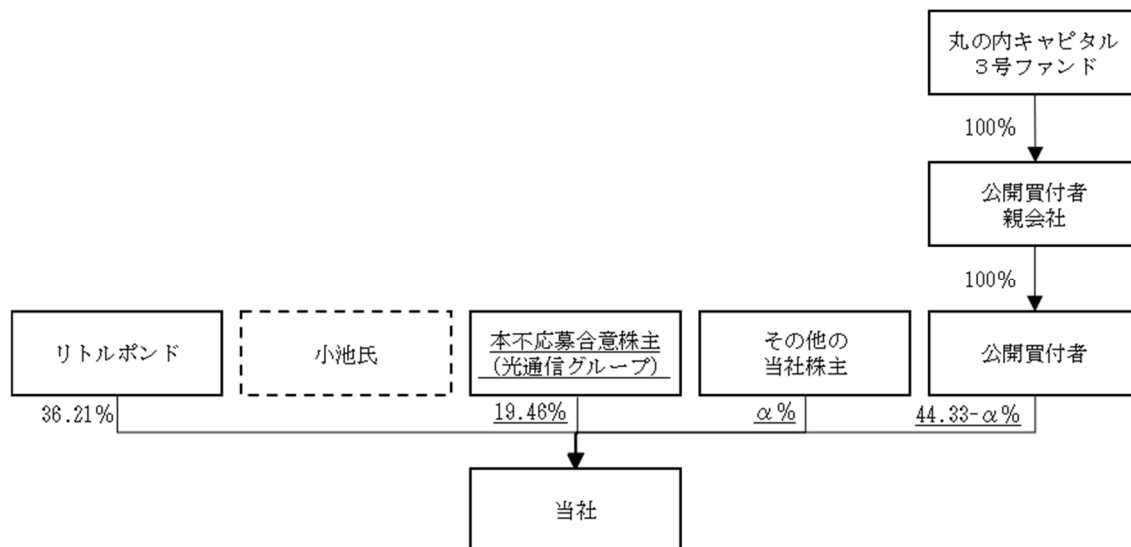 丸の内キャピタル
3号ファンド
100%
公開買付者
親会社
100%
リトルポンド
小池氏
本不応募合意株主
(光通信グループ)
その他の
当社株主
公開買付者
36.21%
19.46%
α%
44.33-α%
当社